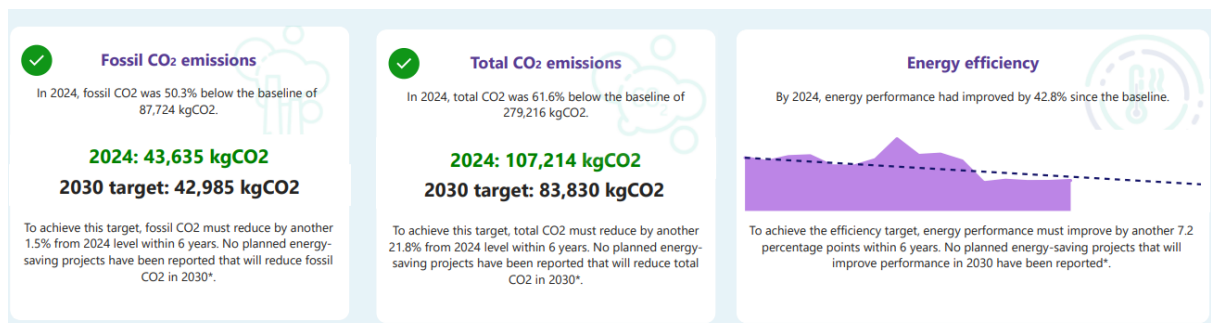 Fossil CO₂ emissions
In 2024, fossil CO2 was 50.3% below the baseline of
87,724 kgCO2.
2024: 43,635 kgCO2
2030 target: 42,985 kgCO2
To achieve this target, fossil CO2 must reduce by another
1.5% from 2024 level within 6 years. No planned energy-
saving projects have been reported that will reduce fossil
CO2 in 2030*.
Total CO₂ emissions
In 2024, total CO2 was 61.6% below the baseline of
279,216 kgCO2.
2024: 107,214 kgCO2
2030 target: 83,830 kgCO2
To achieve this target, total CO2 must reduce by another
21.8% from 2024 level within 6 years. No planned energy-
saving projects have been reported that will reduce total
CO2 in 2030*.
Energy efficiency
By 2024, energy performance had improved by 42.8% since the baseline.
To achieve the efficiency target, energy performance must improve by another 7.2
percentage points within 6 years. No planned energy-saving projects that will
improve performance in 2030 have been reported*.